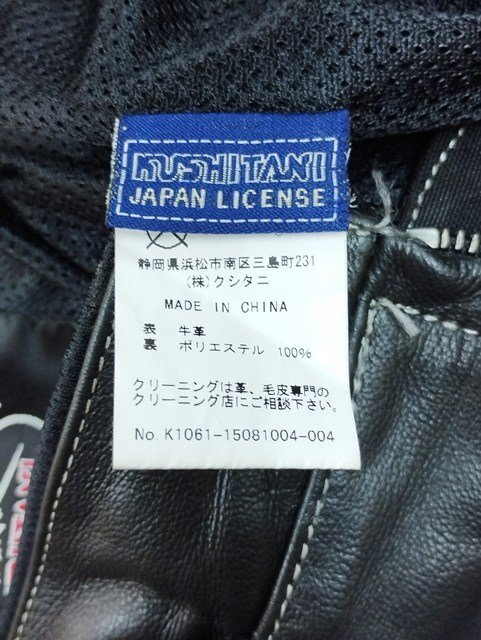 KUSHITANI
JAPAN LICENSE
静岡県浜松市南区三島町231
(株)クシタニ
MADE IN CHINA
表 牛革
裏 ポリエステル 100%
クリーニングは革、毛皮専門の
クリーニング店にご相談下さい。
No. K1061-15081004-004